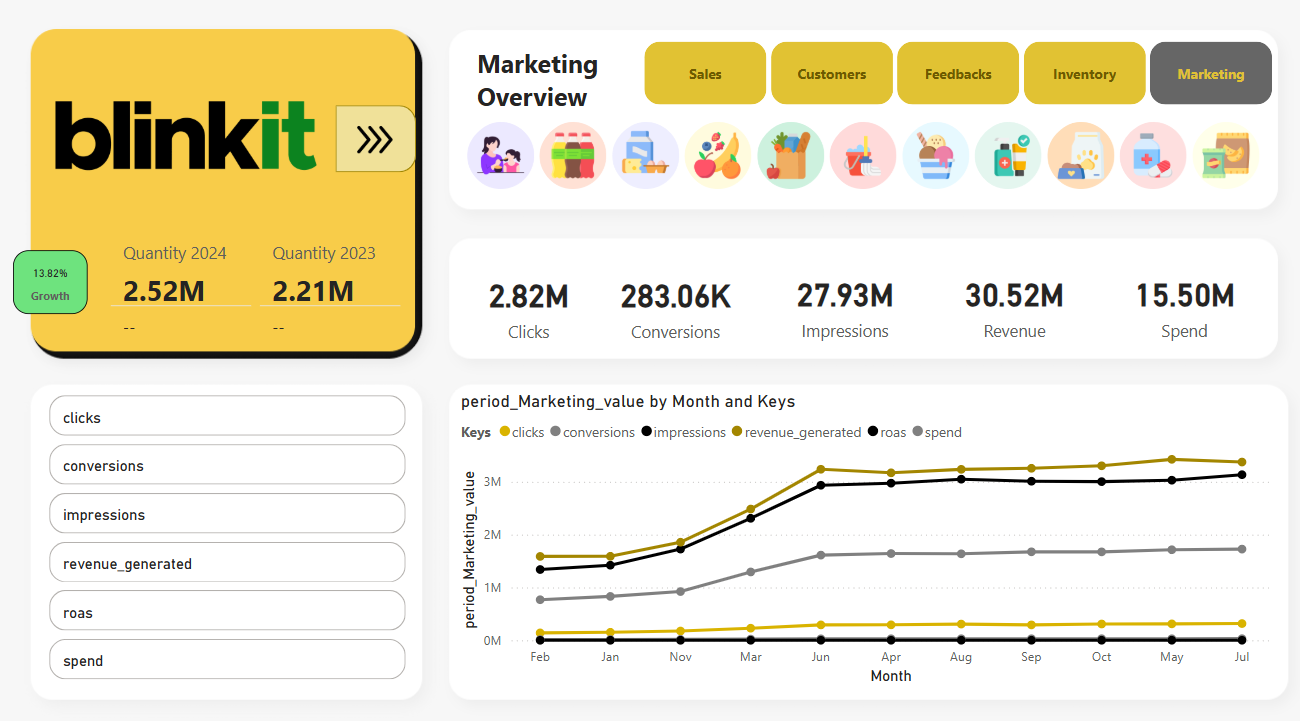 blinkit
Quantity 2024
Quantity 2023
2.52M
2.21M
--
--
13.82%
Growth
Marketing
Overview
Sales
Customers
Feedbacks
Inventory
Marketing
2.82M
Clicks
283.06K
Conversions
27.93M
Impressions
30.52M
Revenue
15.50M
Spend
clicks
conversions
impressions
revenue_generated
roas
spend
period_Marketing_value by Month and Keys
Keys clicks conversions impressions revenue_generated roas spend
period_Marketing_value
3M
2M
1M
0M
Feb Jan Nov Mar Jun Apr Aug Sep Oct May Jul
Month